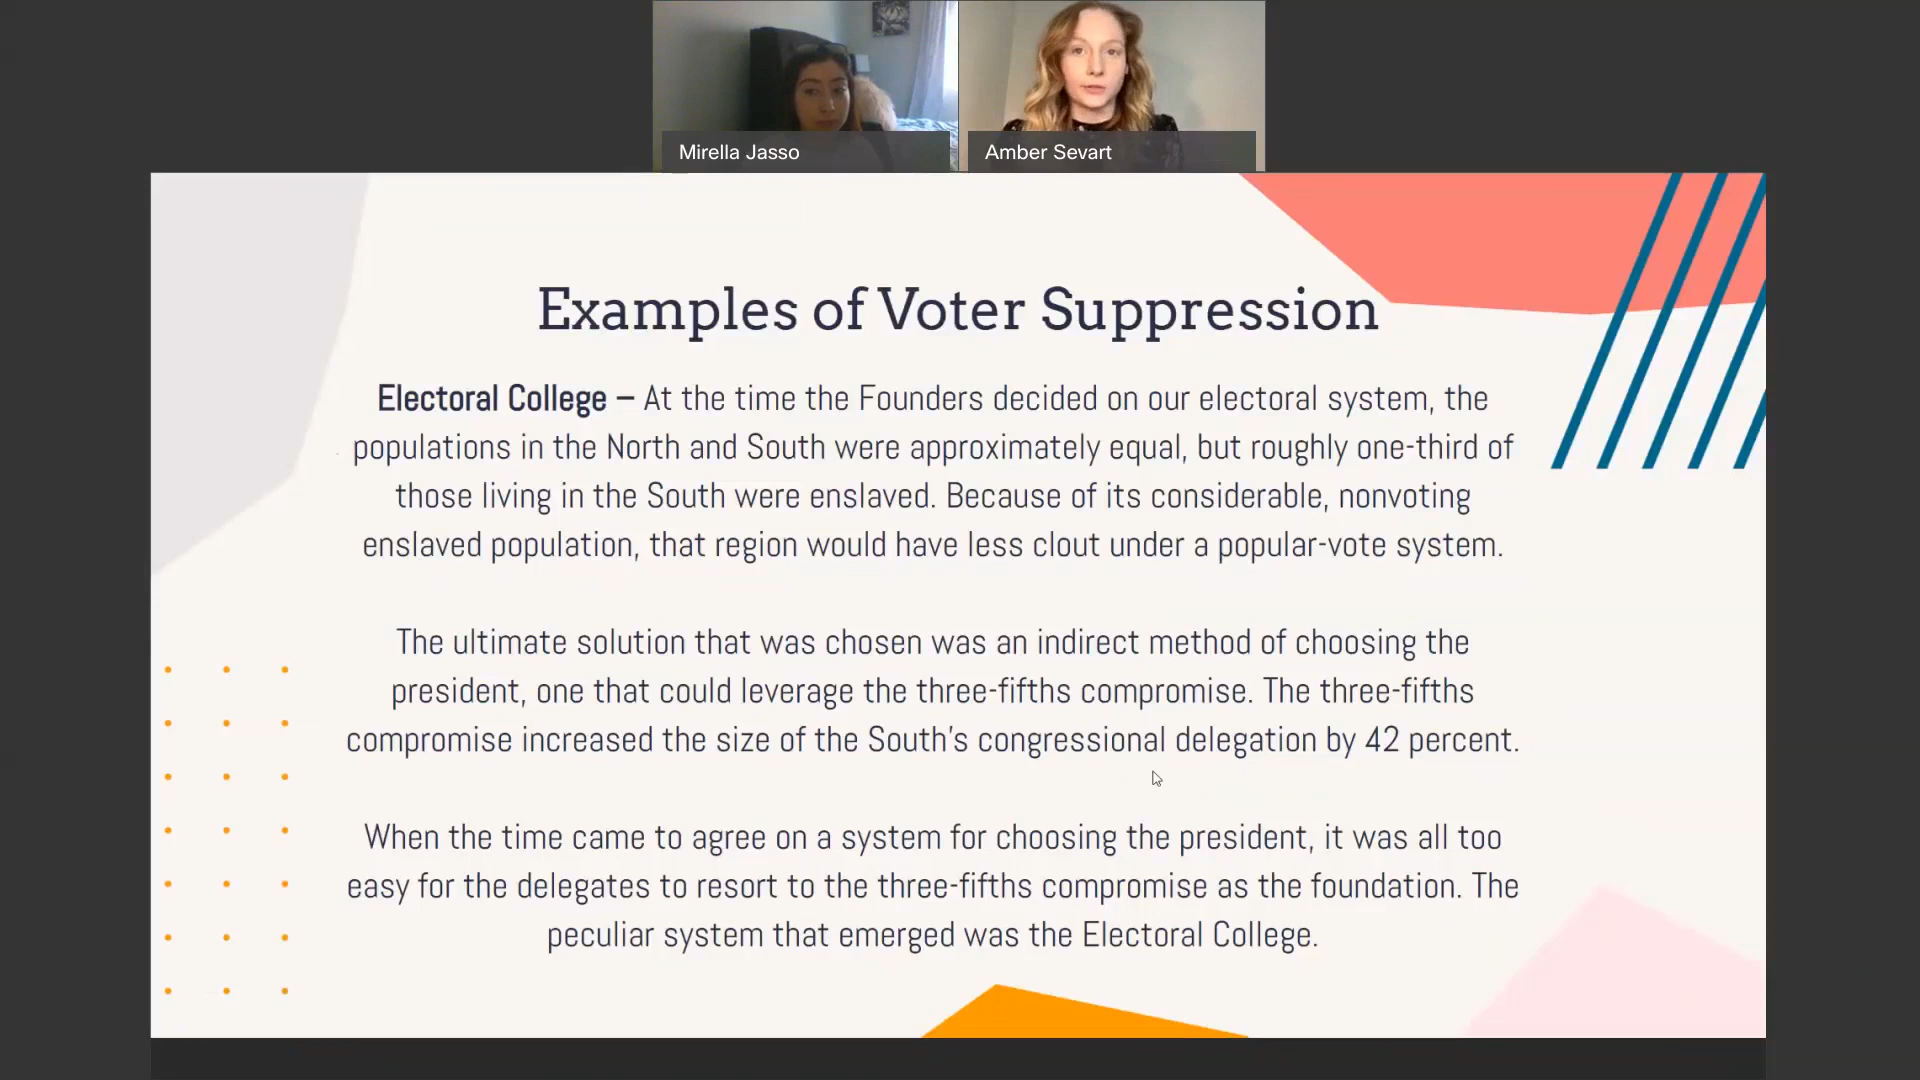 Mirella Jasso
Amber Sevart
Examples of Voter Suppression
Electoral College – At the time the Founders decided on our electoral system, the
populations in the North and South were approximately equal, but roughly one-third of
those living in the South were enslaved. Because of its considerable, nonvoting
enslaved population, that region would have less clout under a popular-vote system.
The ultimate solution that was chosen was an indirect method of choosing the
president, one that could leverage the three-fifths compromise. The three-fifths
compromise increased the size of the South's congressional delegation by 42 percent.
When the time came to agree on a system for choosing the president, it was all too
easy for the delegates to resort to the three-fifths compromise as the foundation. The
peculiar system that emerged was the Electoral College.